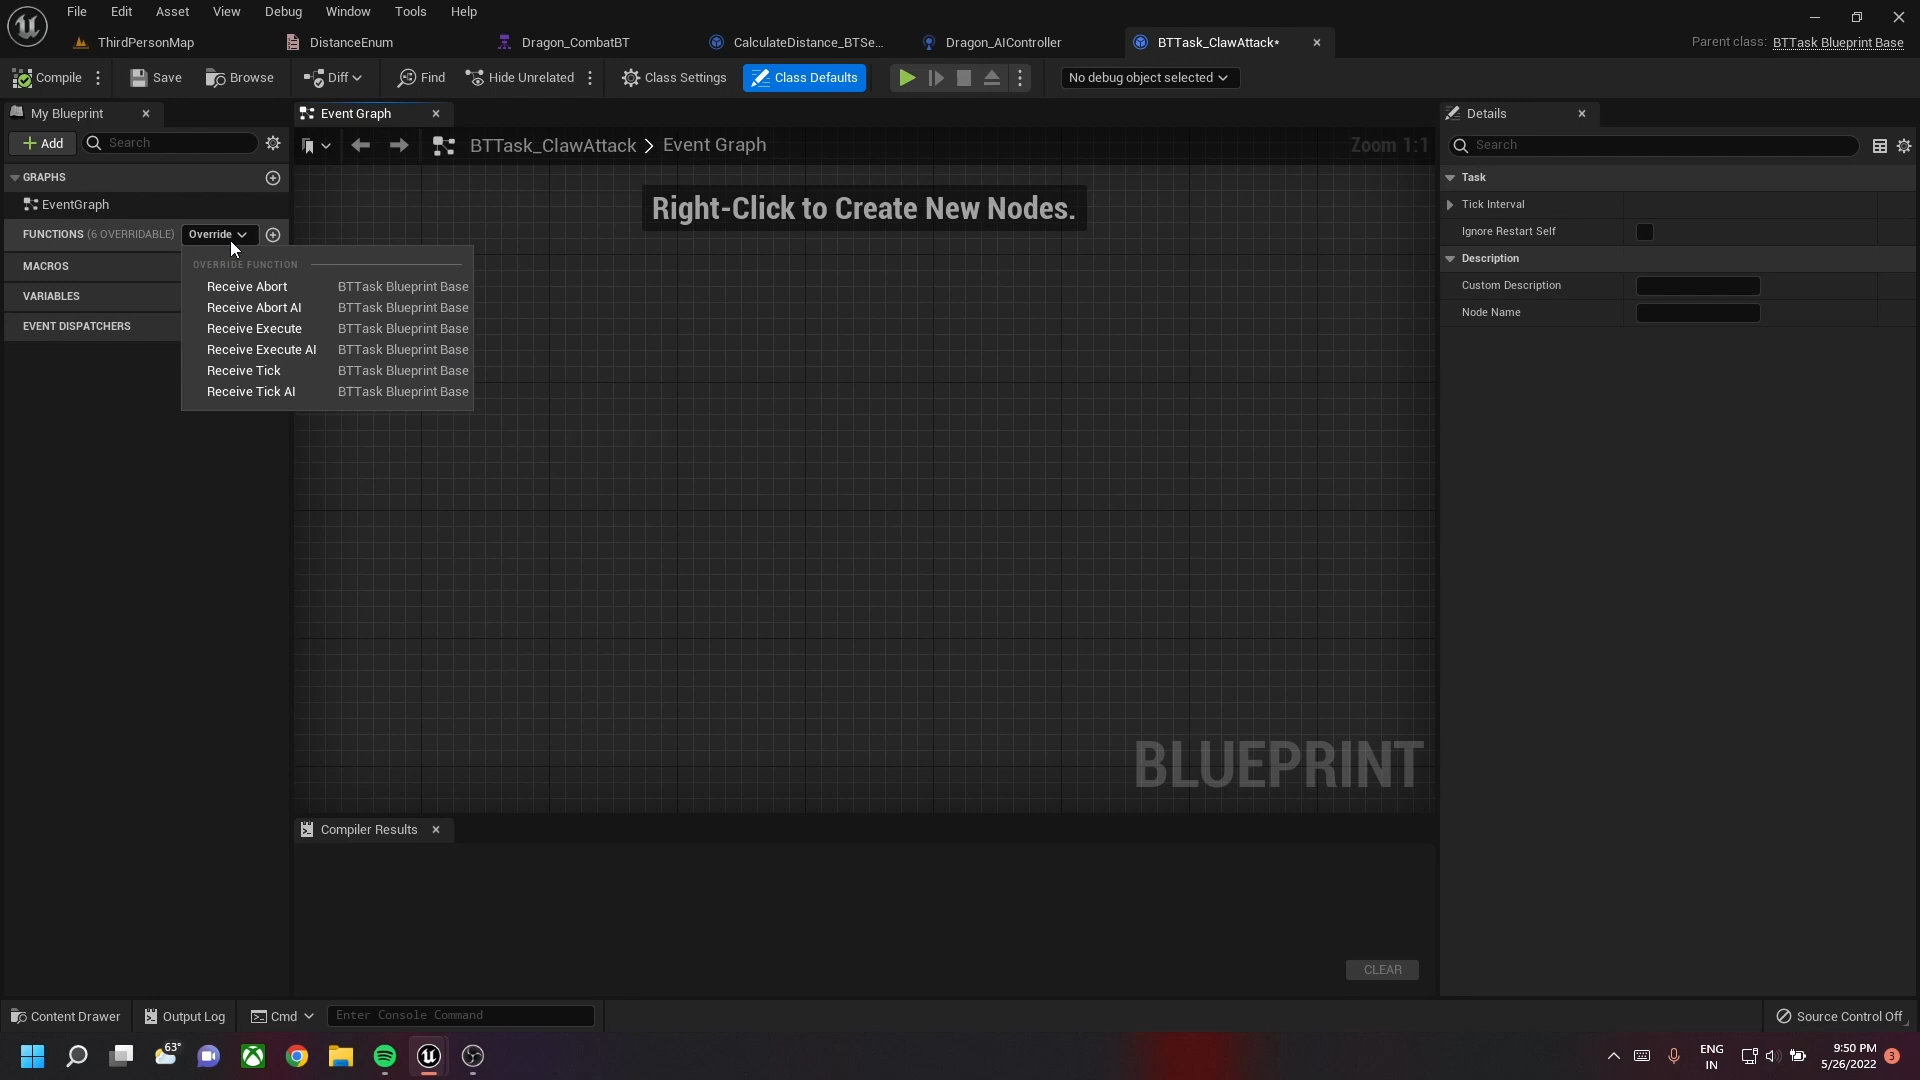 File Edit Asset View Debug Window Tools Help
ThirdPersonMap DistanceEnum Dragon_CombatBT CalculateDistance_BTSe... Dragon_AIController BTTask_ClawAttack* Parent class: BTTask Blueprint Base
Compile Save Browse Diff Find Hide Unrelated Class Settings Class Defaults No debug object selected
My Blueprint Event Graph Details
Add Search BTTask_ClawAttack > Event Graph Zoom 1:1 Search
GRAPHS Task
EventGraph Right-Click to Create New Nodes. Tick Interval
FUNCTIONS (6 OVERRIDABLE) Override Ignore Restart Self
OVERRIDE FUNCTION Description
MACROS
Receive Abort BTTask Blueprint Base Custom Description
VARIABLES
Receive Abort AI BTTask Blueprint Base Node Name
EVENT DISPATCHERS
Receive Execute BTTask Blueprint Base
Receive Execute AI BTTask Blueprint Base
Receive Tick BTTask Blueprint Base
Receive Tick AI BTTask Blueprint Base
BLUEPRINT
Compiler Results
CLEAR
Content Drawer Output Log Cmd Enter Console Command Source Control Off
63°
ENG 9:50 PM
IN 5/26/2022 3